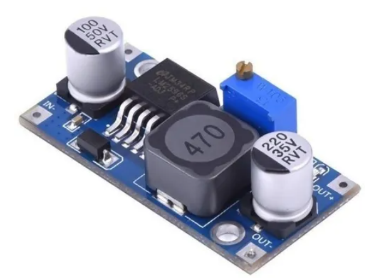 100
50V
RVT
IN-
470
220
35V
RVT
OUT+
OUT-